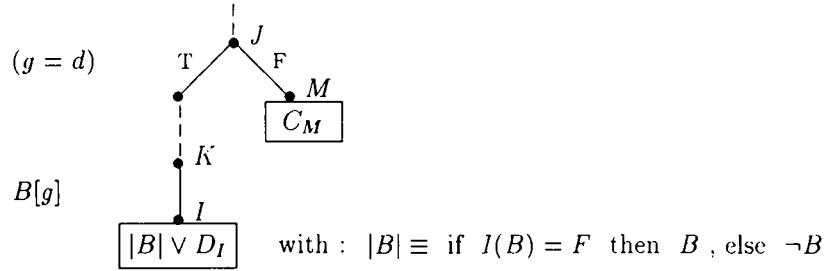 J
(g = d) T F
M
C_M
K
B[g]
I
|B| ∨ D_I with : |B| ≡ if I(B) = F then B , else ¬B